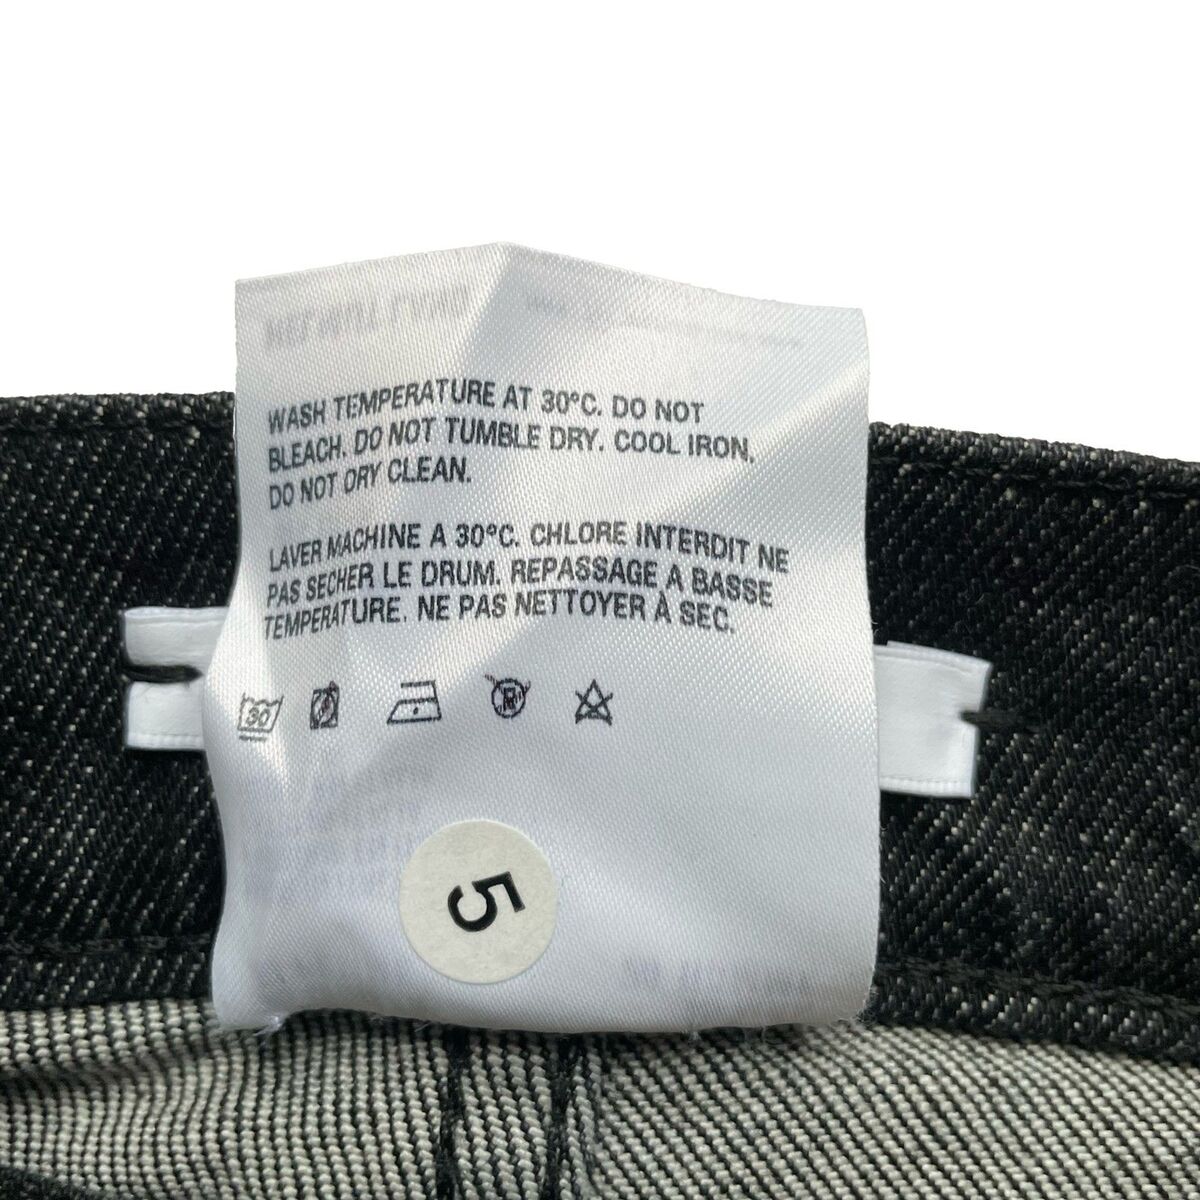 WASH TEMPERATURE AT 30°C. DO NOT
BLEACH. DO NOT TUMBLE DRY. COOL IRON.
DO NOT DRY CLEAN.
LAVER MACHINE A 30°C. CHLORE INTERDIT NE
PAS SECHER LE DRUM. REPASSAGE A BASSE
TEMPERATURE. NE PAS NETTOYER À SEC.
30
5